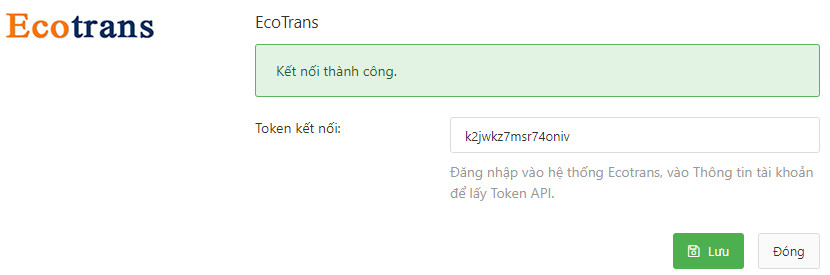 Ecotrans
EcoTrans
Kết nối thành công.
Token kết nối:
k2jwkz7msr74oniv
Đăng nhập vào hệ thống Ecotrans, vào Thông tin tài khoản
để lấy Token API.
Lưu
Đóng